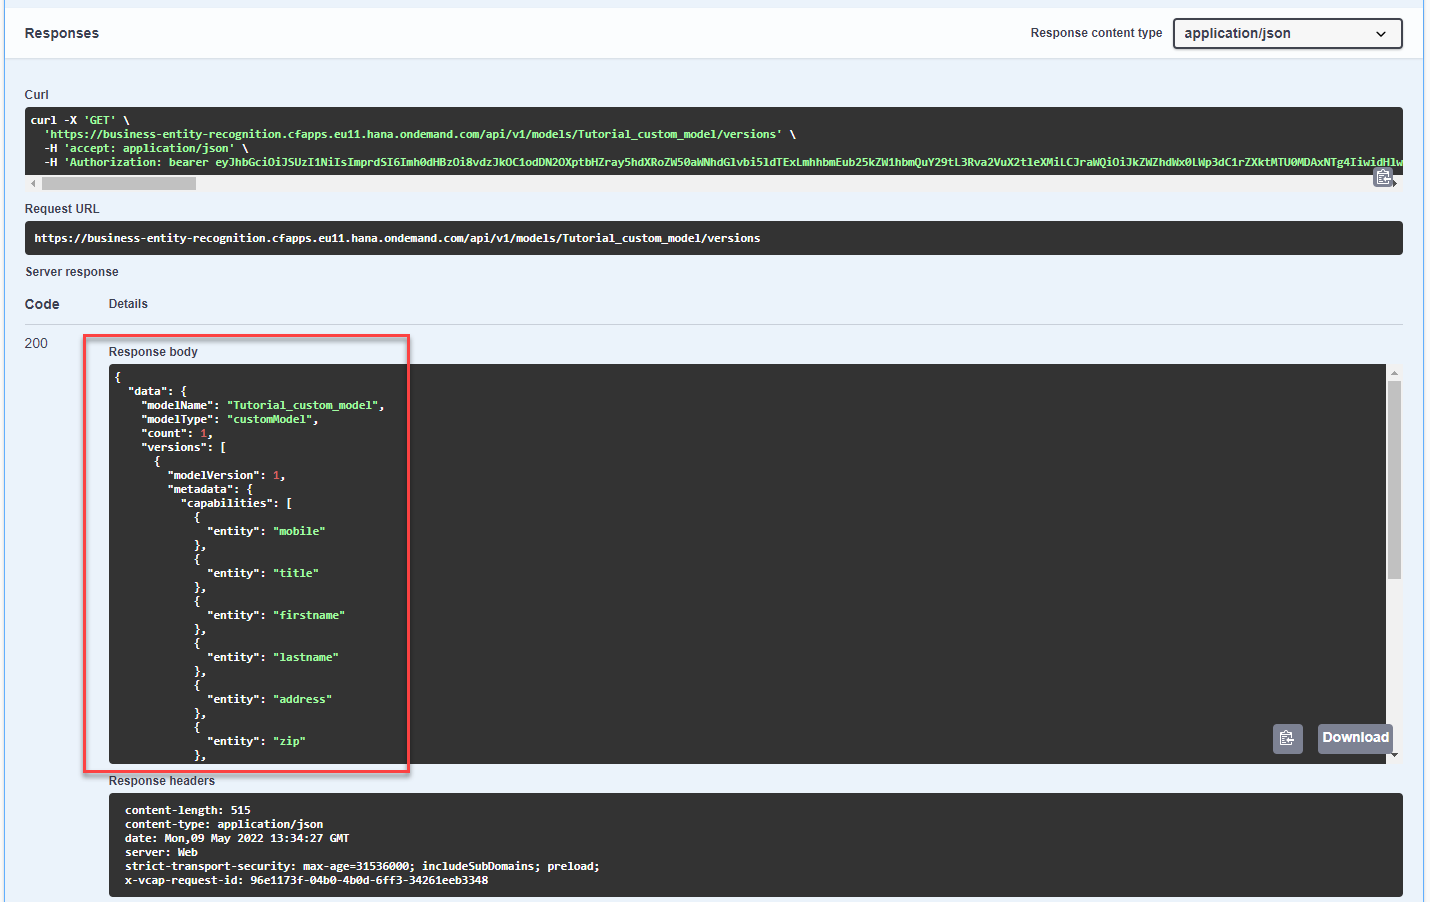 Responses
Response content type
application/json
Curl
curl -X 'GET' \
'https://business-entity-recognition.cfapps.eu11.hana.ondemand.com/api/v1/models/Tutorial_custom_model/versions' \
-H 'accept: application/json' \
-H 'Authorization: bearer
Request URL
https://business-entity-recognition.cfapps.eu11.hana.ondemand.com/api/v1/models/Tutorial_custom_model/versions
Server response
Code Details
200
Response body
{
"data": {
"modelName": "Tutorial_custom_model",
"modelType": "customModel",
"count": 1,
"versions": [
{
"modelVersion": 1,
"metadata": {
"capabilities": [
{
"entity": "mobile"
},
{
"entity": "title"
},
{
"entity": "firstname"
},
{
"entity": "lastname"
},
{
"entity": "address"
},
{
"entity": "zip"
},
Download
Response headers
content-length: 515
content-type: application/json
date: Mon,09 May 2022 13:34:27 GMT
server: Web
strict-transport-security: max-age=31536000; includeSubDomains; preload;
x-vcap-request-id: 96e1173f-04b0-4b0d-6ff3-34261eeb3348